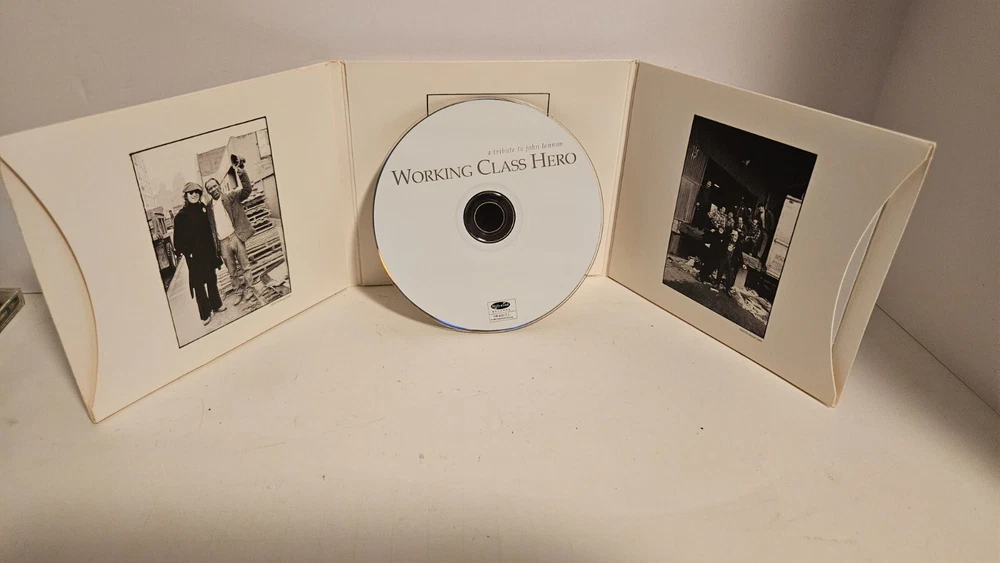 a tribute to john lennon
WORKING CLASS HERO